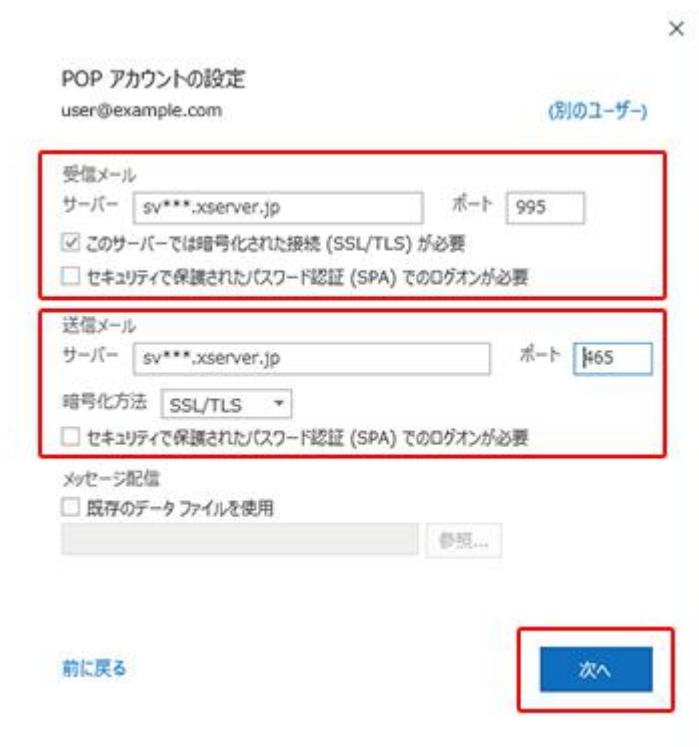 POP アカウントの設定
user@example.com (別のユーザー)
受信メール
サーバー sv***.xserver.jp ポート 995
このサーバーでは暗号化された接続 (SSL/TLS) が必要
セキュリティで保護されたパスワード認証 (SPA) でのログオンが必要
送信メール
サーバー sv***.xserver.jp ポート 465
暗号化方法 SSL/TLS
セキュリティで保護されたパスワード認証 (SPA) でのログオンが必要
メッセージ配信
既存のデータ ファイルを使用
参照...
前に戻る 次へ